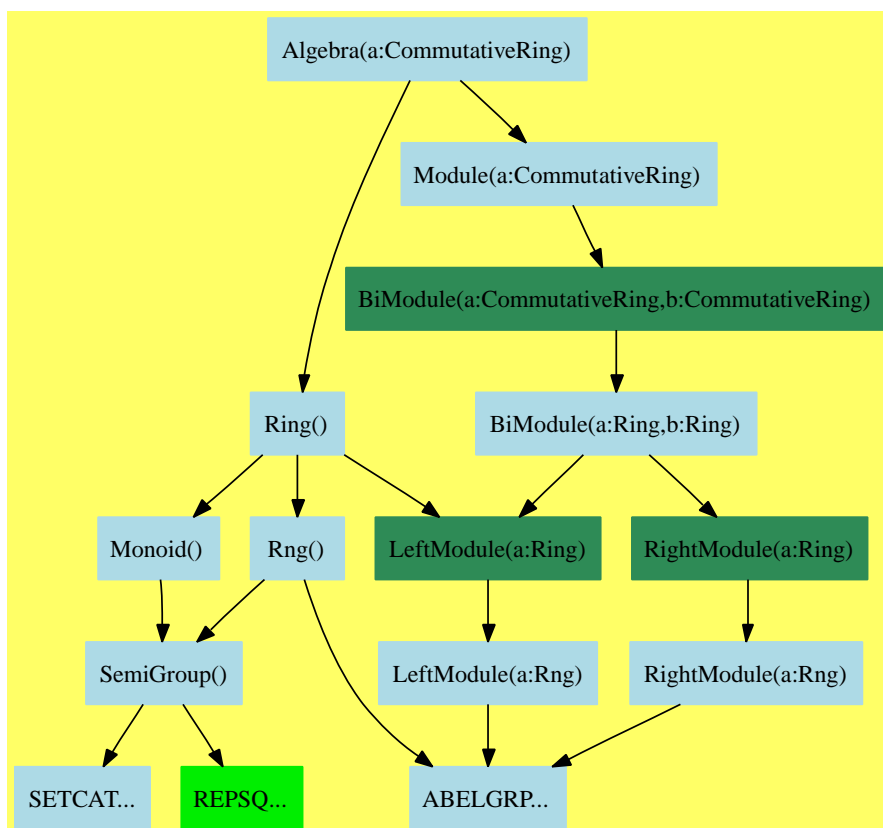 Algebra(a:CommutativeRing)
Module(a:CommutativeRing)
BiModule(a:CommutativeRing,b:CommutativeRing)
Ring()
BiModule(a:Ring,b:Ring)
Monoid()
Rng()
LeftModule(a:Ring)
RightModule(a:Ring)
SemiGroup()
LeftModule(a:Rng)
RightModule(a:Rng)
SETCAT...
REPSQ...
ABELGRP...